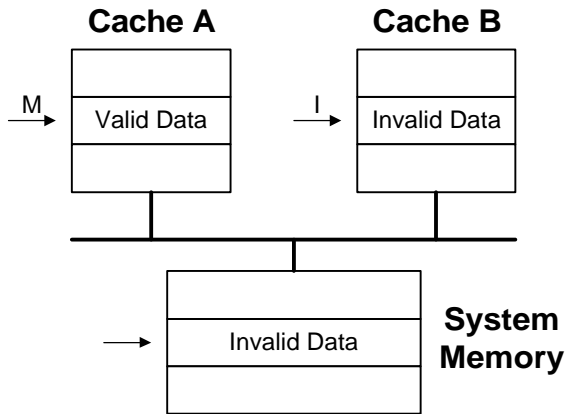 Cache A
Cache B
M
Valid Data
I
Invalid Data
Invalid Data
System
Memory